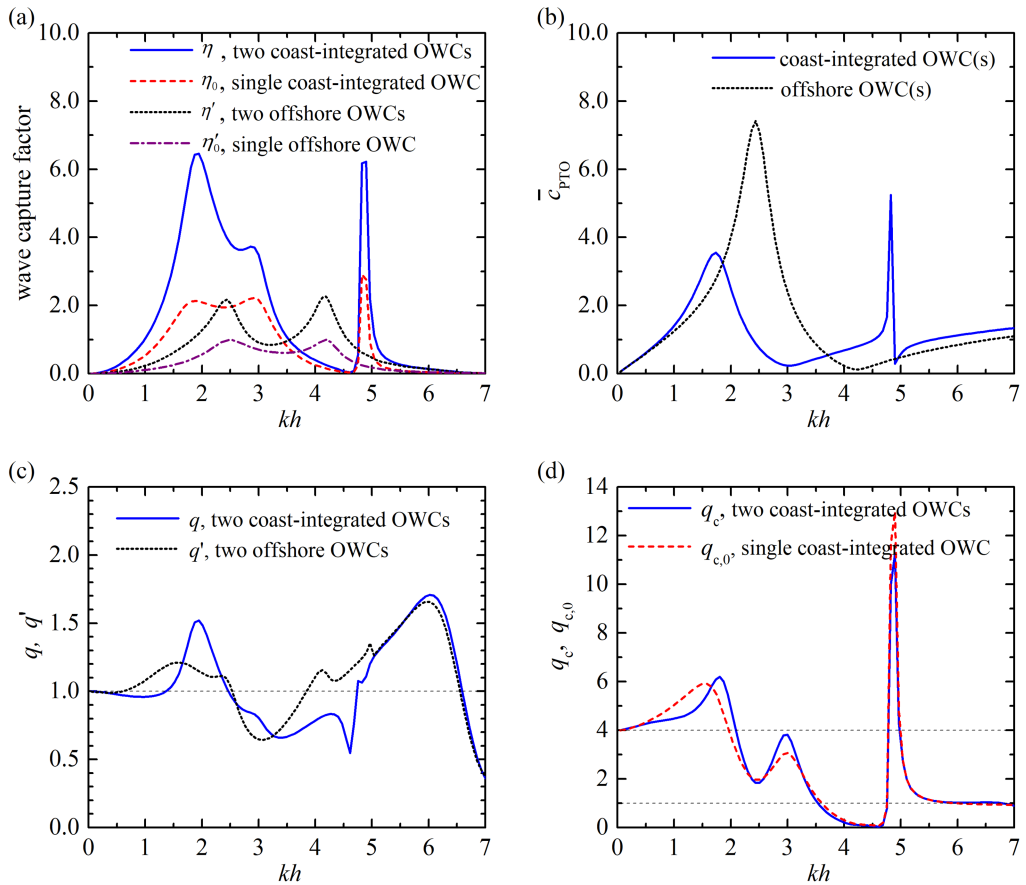 (a)
10.0
8.0
6.0
4.0
2.0
0.0
wave capture factor
η , two coast-integrated OWCs
η₀, single coast-integrated OWC
η′, two offshore OWCs
η′₀, single offshore OWC
0 1 2 3 4 5 6 7
kh
(b)
10.0
8.0
6.0
4.0
2.0
0.0
c̄PTO
coast-integrated OWC(s)
offshore OWC(s)
0 1 2 3 4 5 6 7
kh
(c)
2.5
2.0
1.5
1.0
0.5
0.0
q, q'
q, two coast-integrated OWCs
q', two offshore OWCs
0 1 2 3 4 5 6 7
kh
(d)
14
12
10
8
6
4
2
0
qc, qc,0
qc, two coast-integrated OWCs
qc,0, single coast-integrated OWC
0 1 2 3 4 5 6 7
kh